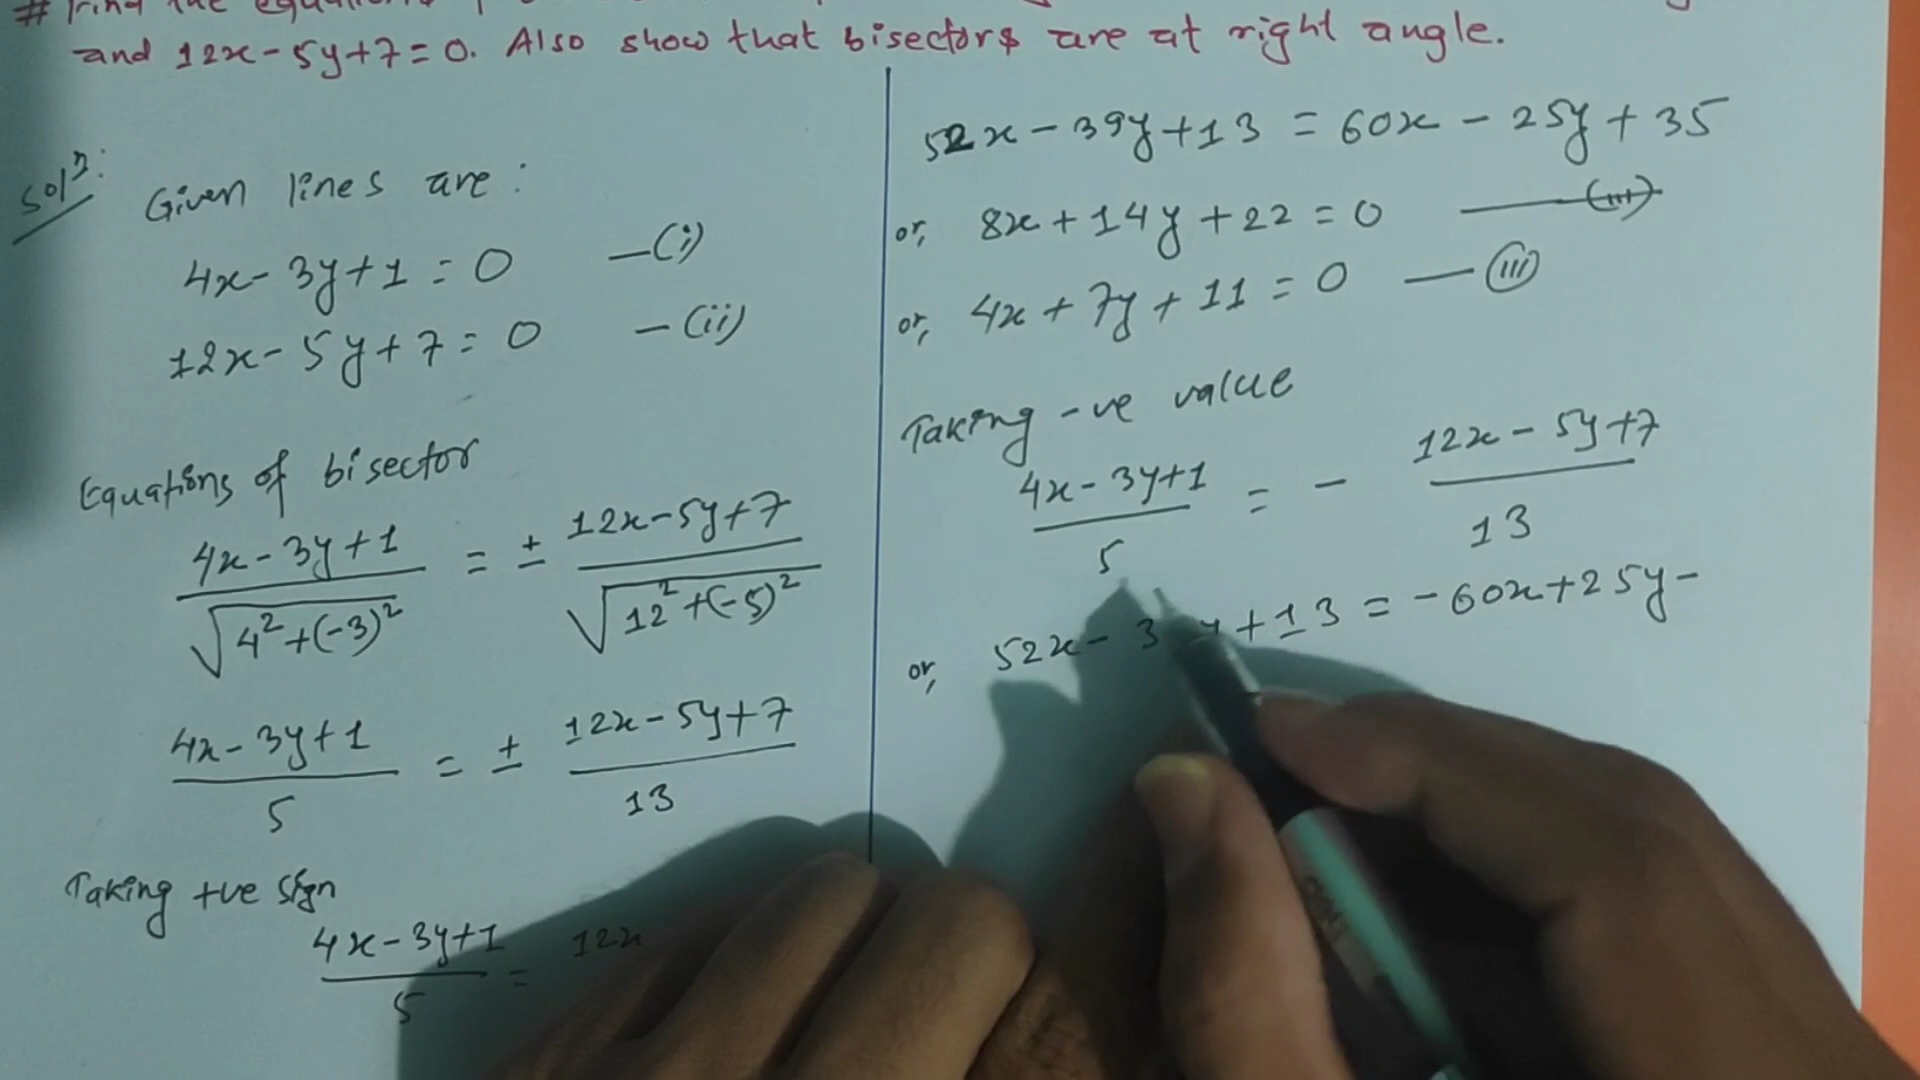 and 12x-5y+7=0. Also show that bisectors are at right angle.
Solⁿ:
Given lines are:
4x-3y+1=0 -(i)
12x-5y+7=0 -(ii)
Equations of bisector
(4x-3y+1)/√(4²+(-3)²) = ± (12x-5y+7)/√(12²+(-5)²)
(4x-3y+1)/5 = ± (12x-5y+7)/13
Taking +ve sign
(4x-3y+1)/5 = 12x
52x-39y+13 = 60x-25y+35
or, 8x+14y+22=0 —(iii)
or, 4x+7y+11=0 —(iii)
Taking -ve value
(4x-3y+1)/5 = - (12x-5y+7)/13
or, 52x-3 y+13 = -60x+25y-